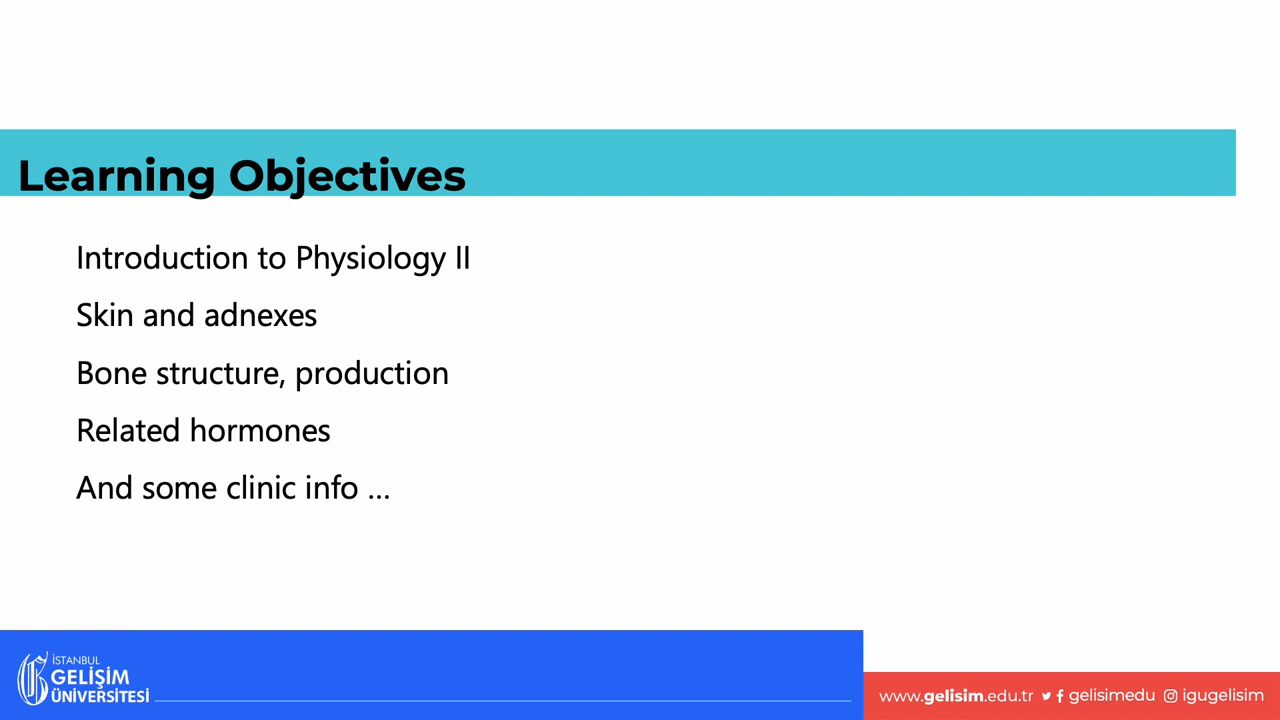 Learning Objectives
Introduction to Physiology II
Skin and adnexes
Bone structure, production
Related hormones
And some clinic info ...
İSTANBUL
GELİŞİM
ÜNİVERSİTESİ
www.gelisim.edu.tr gelisimedu igugelisim